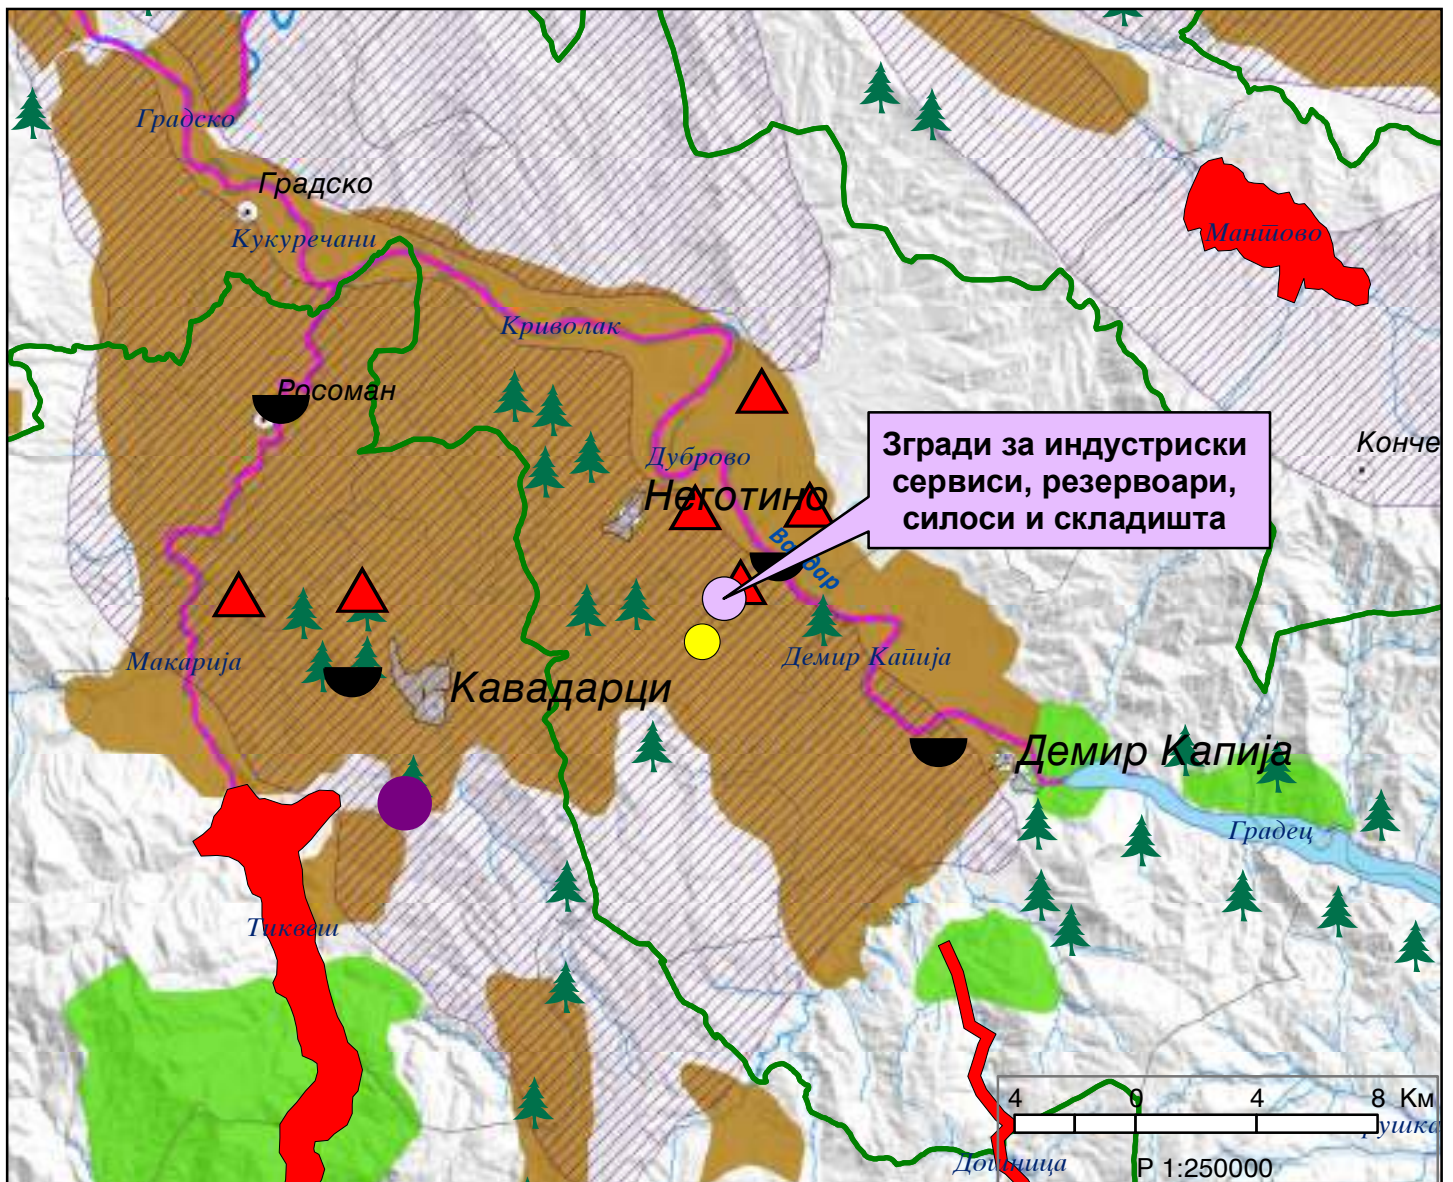 Градско
Градско
Кукуречани
Маншово
Криволак
Росоман
Згради за индустриски
сервиси, резервоари,
силоси и складишта
Конче
Дуброво
Неготино
Вардар
Макарија
Демир Капија
Кавадарци
Демир Капија
Градец
Тиквеш
4 0 4 8 Км
Дошница
Р 1:250000